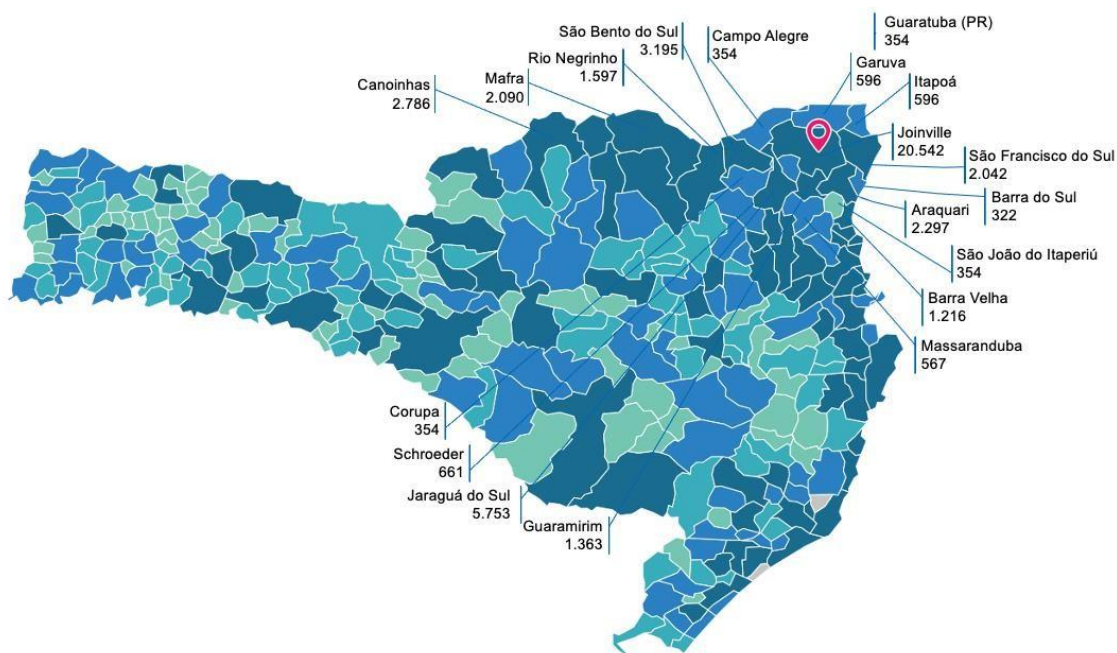 Guaratuba (PR)
354
São Bento do Sul
3.195
Campo Alegre
354
Rio Negrinho
1.597
Garuva
596
Mafra
2.090
Itapoá
596
Canoinhas
2.786
Joinville
20.542
São Francisco do Sul
2.042
Barra do Sul
322
Araquari
2.297
São João do Itaperiú
354
Barra Velha
1.216
Massaranduba
567
Corupa
354
Schroeder
661
Jaraguá do Sul
5.753
Guaramirim
1.363